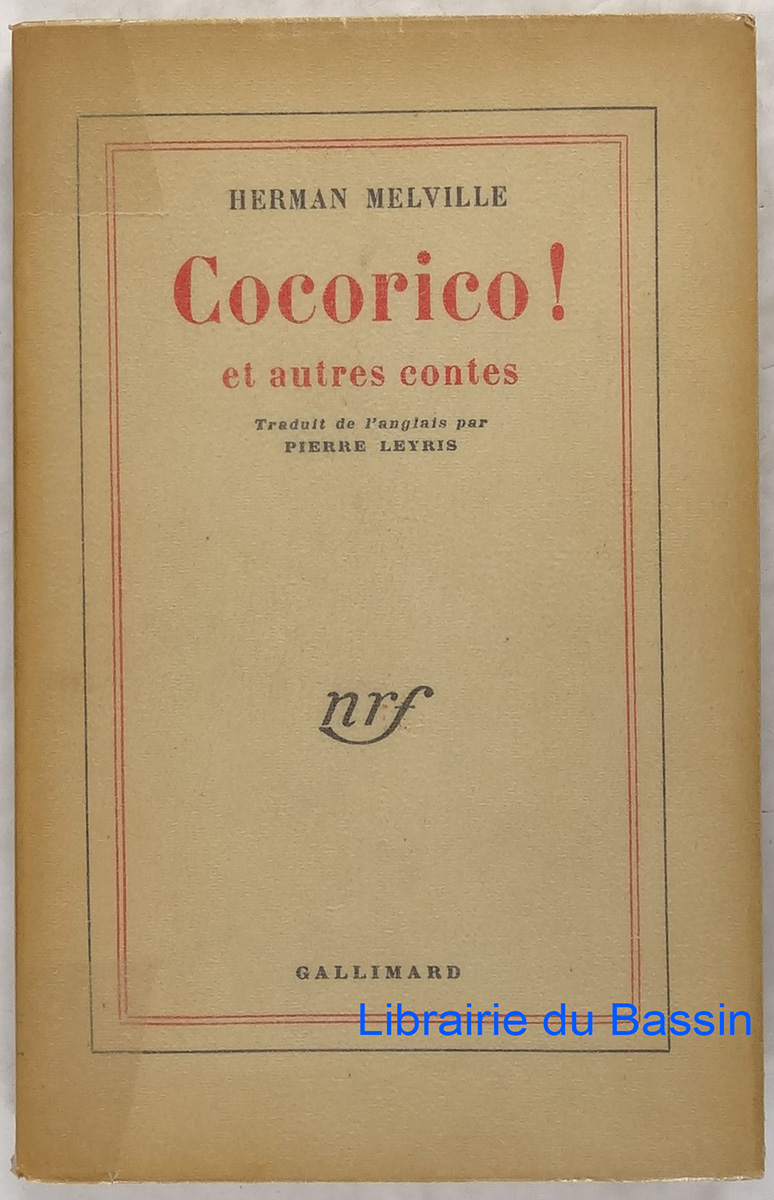 HERMAN MELVILLE
Cocorico !
et autres contes
Traduit de l'anglais par
PIERRE LEYRIS
nrf
GALLIMARD
Librairie du Bassin